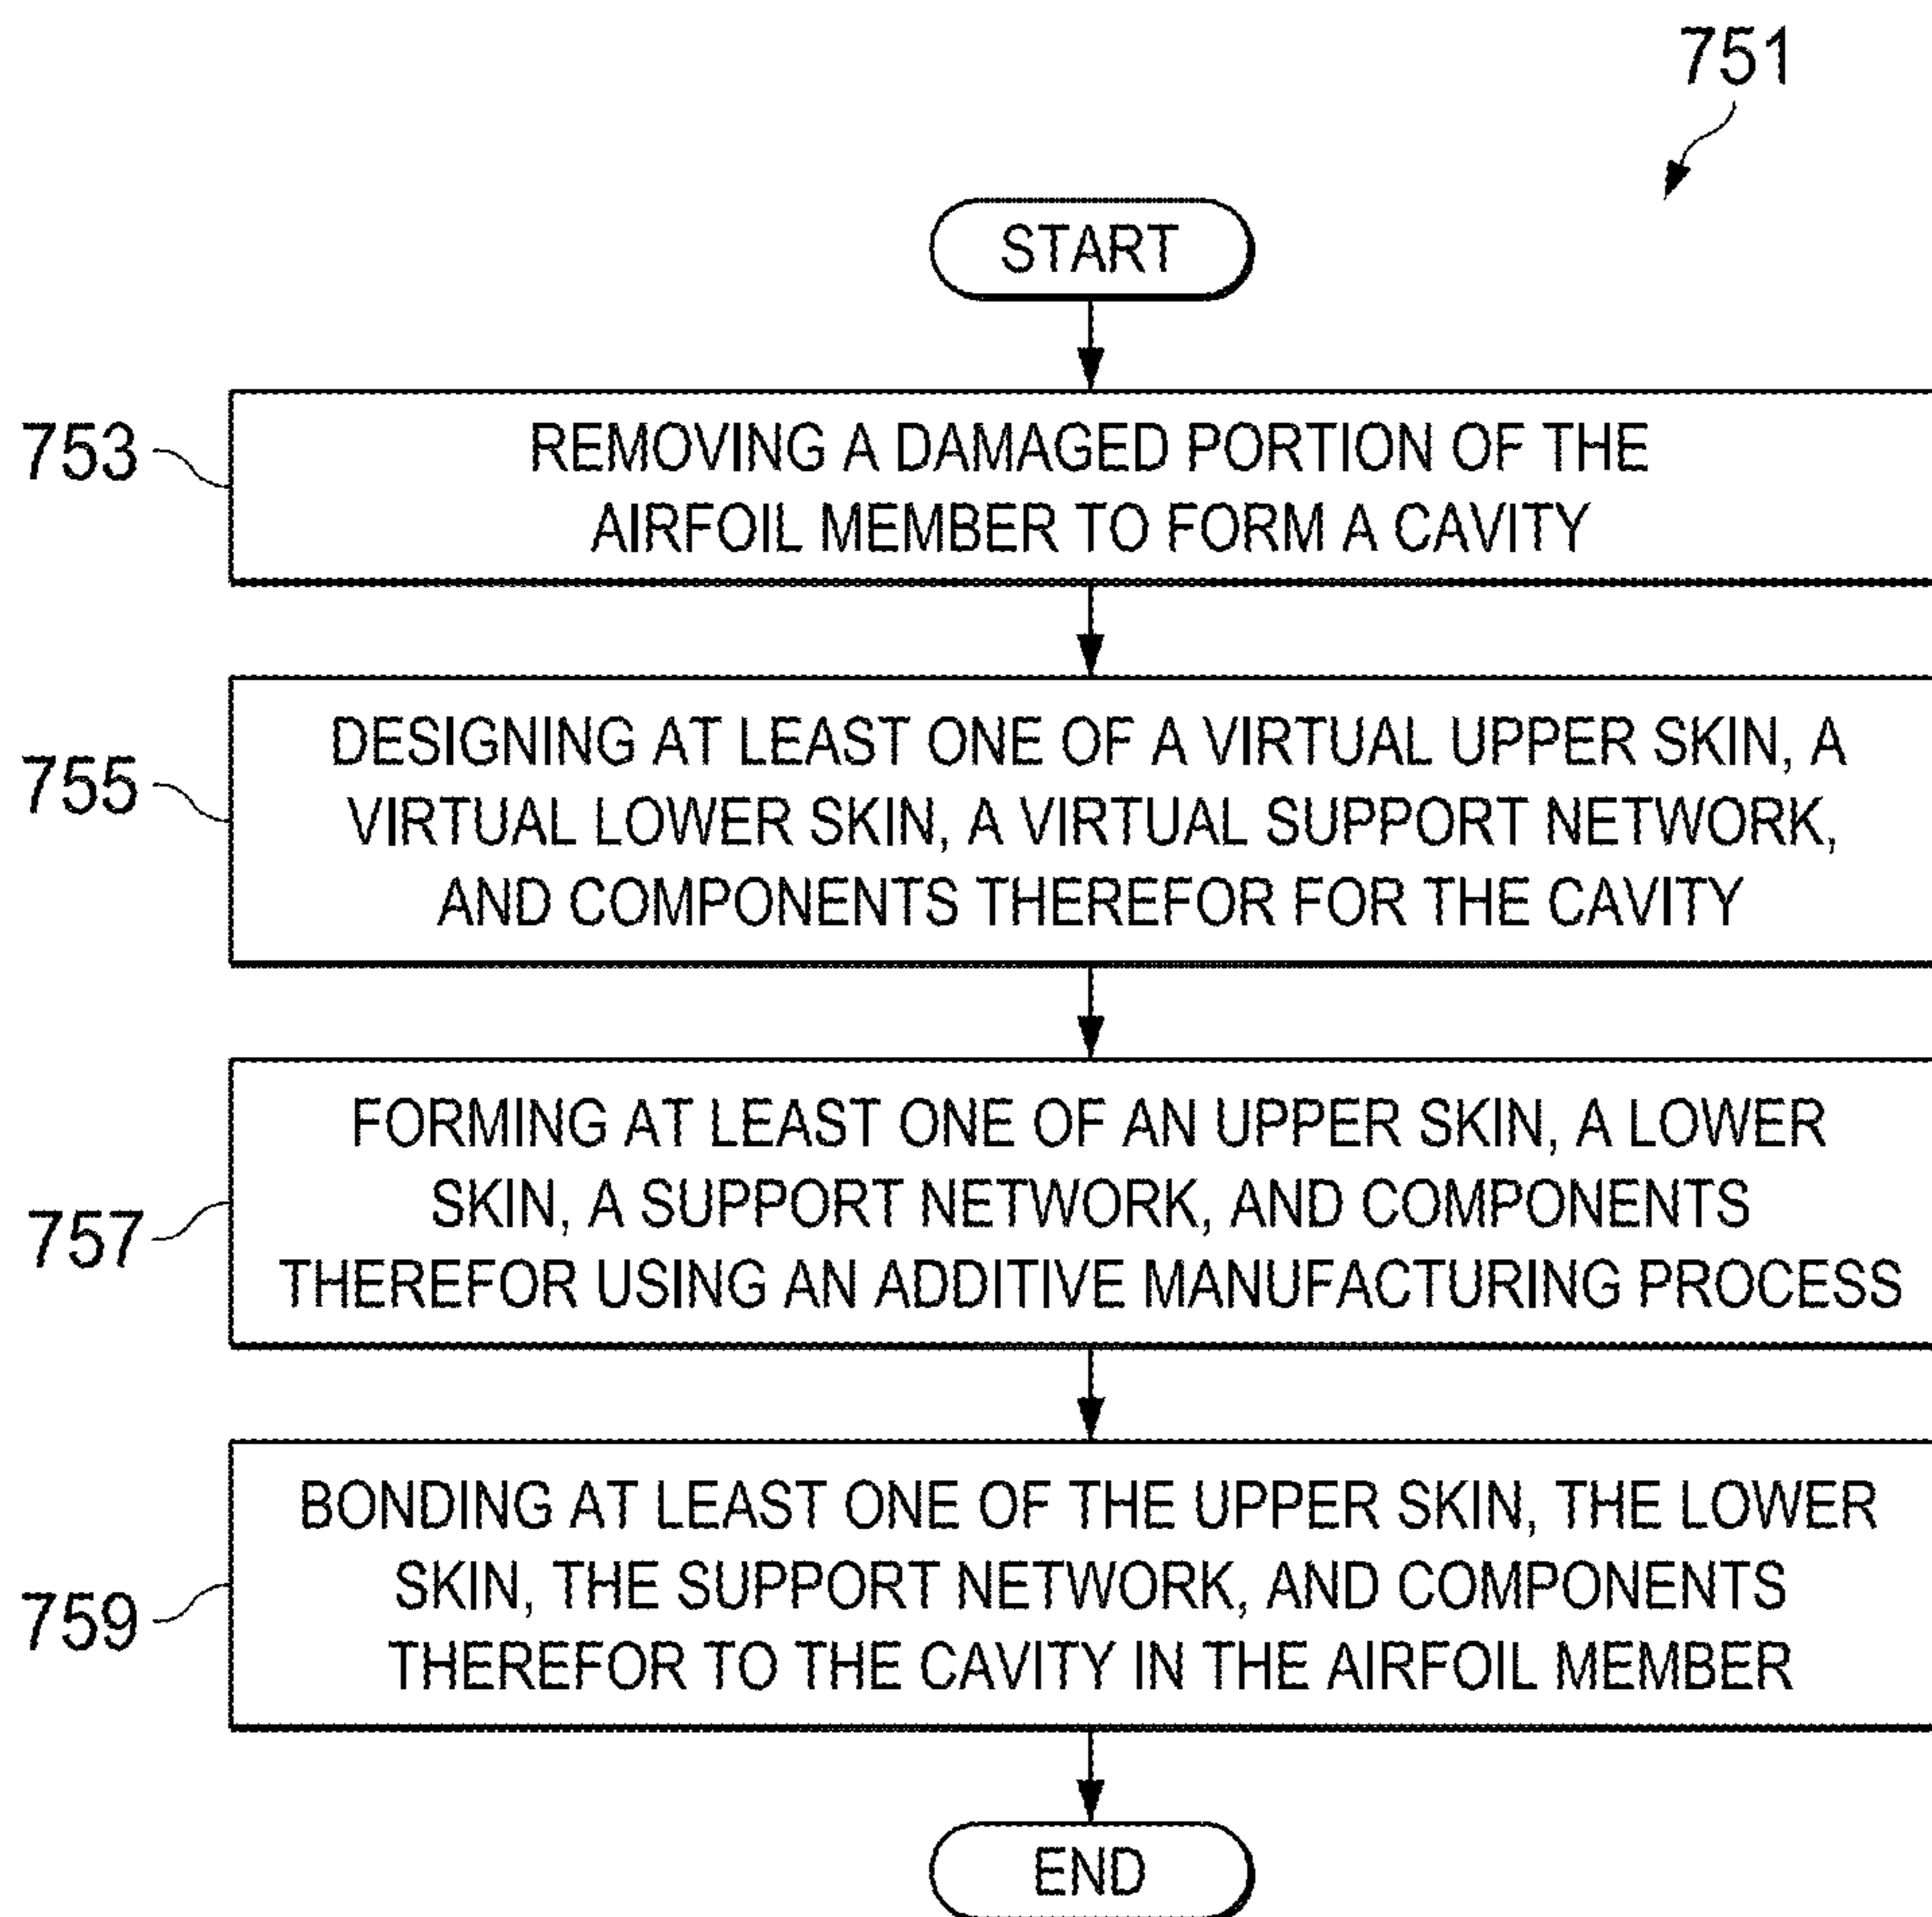 751
START
753
REMOVING A DAMAGED PORTION OF THE
AIRFOIL MEMBER TO FORM A CAVITY
755
DESIGNING AT LEAST ONE OF A VIRTUAL UPPER SKIN, A
VIRTUAL LOWER SKIN, A VIRTUAL SUPPORT NETWORK,
AND COMPONENTS THEREFOR FOR THE CAVITY
757
FORMING AT LEAST ONE OF AN UPPER SKIN, A LOWER
SKIN, A SUPPORT NETWORK, AND COMPONENTS
THEREFOR USING AN ADDITIVE MANUFACTURING PROCESS
759
BONDING AT LEAST ONE OF THE UPPER SKIN, THE LOWER
SKIN, THE SUPPORT NETWORK, AND COMPONENTS
THEREFOR TO THE CAVITY IN THE AIRFOIL MEMBER
END